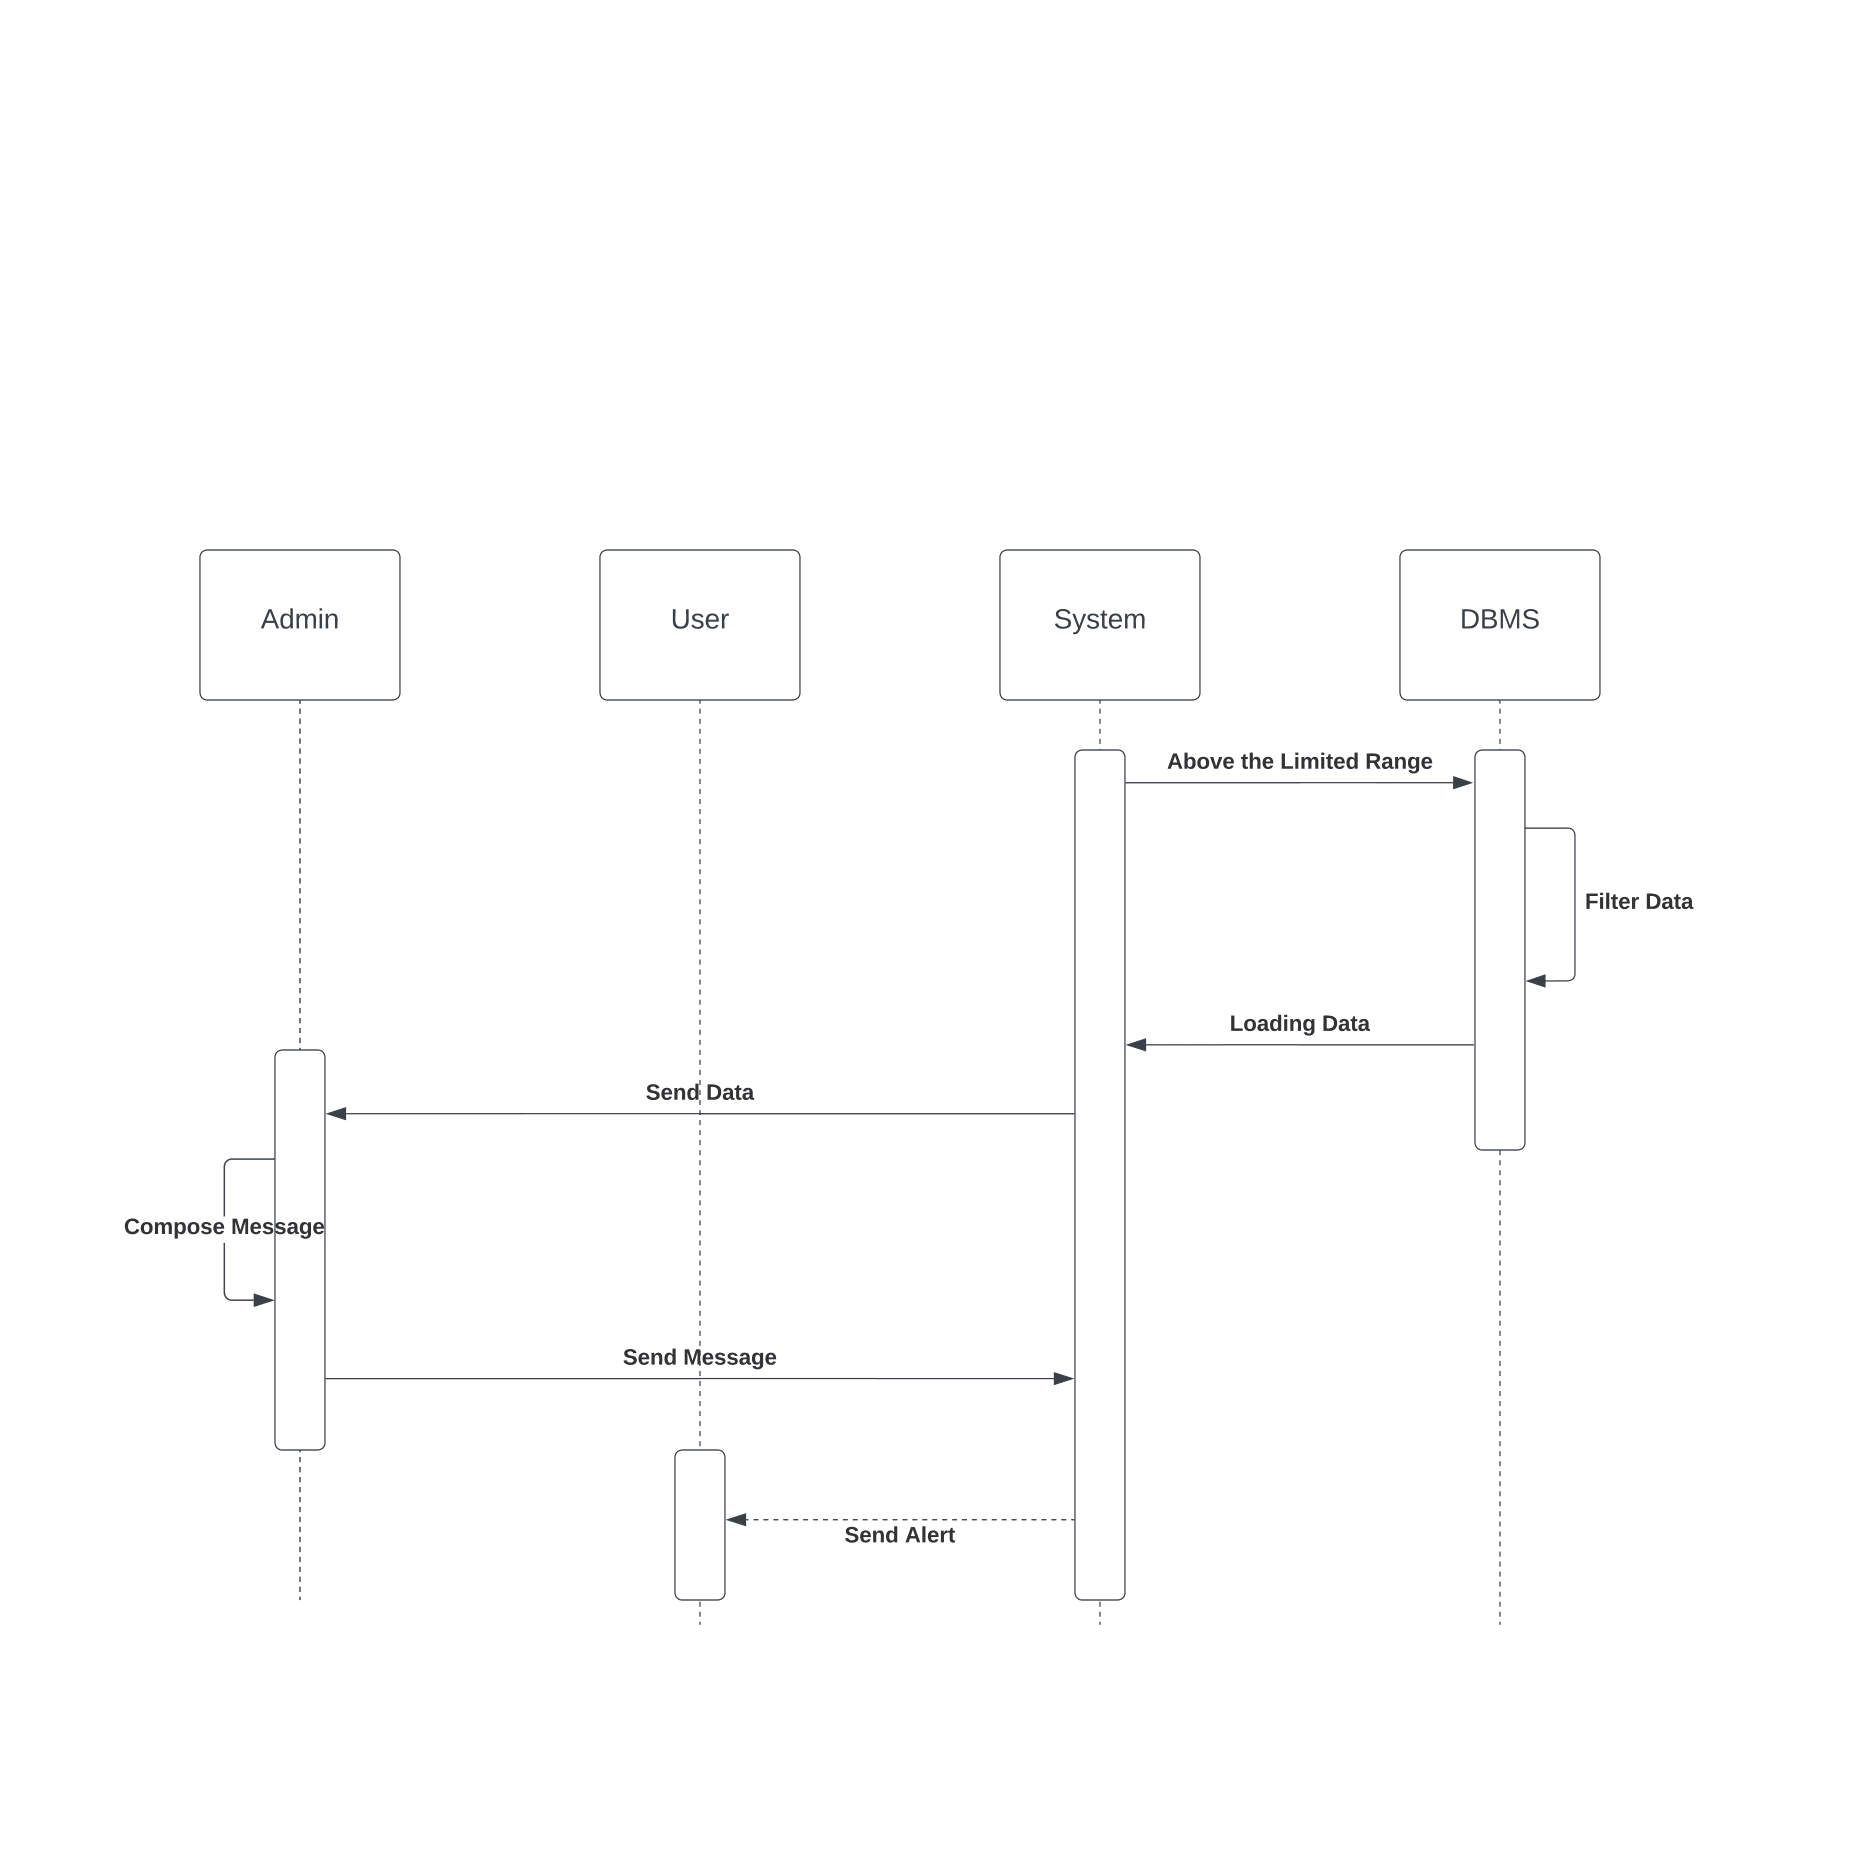 Admin
User
System
DBMS
Above the Limited Range
Filter Data
Loading Data
Send Data
Compose Message
Send Message
Send Alert